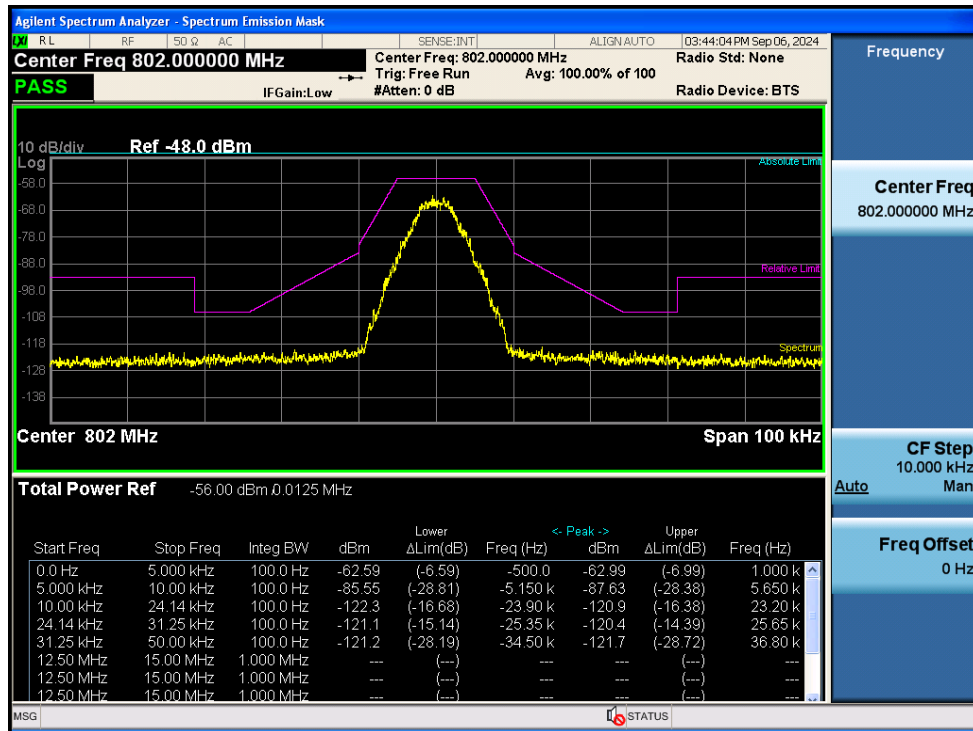 Agilent Spectrum Analyzer - Spectrum Emission Mask
LXI RL RF 50 Ω AC SENSE:INT ALIGN AUTO 03:44:04 PM Sep 06, 2024
Center Freq 802.000000 MHz Center Freq: 802.000000 MHz Radio Std: None
Trig: Free Run Avg: 100.00% of 100
PASS IFGain:Low #Atten: 0 dB Radio Device: BTS
10 dB/div Ref -48.0 dBm
Log
Absolute Limit
-58.0
-68.0
-78.0
-88.0
Relative Limit
-98.0
-108
-118
Spectrum
-128
-138
Center 802 MHz Span 100 kHz
Total Power Ref -56.00 dBm / 0.0125 MHz
Lower <- Peak -> Upper
Start Freq Stop Freq Integ BW dBm ΔLim(dB) Freq (Hz) dBm ΔLim(dB) Freq (Hz)
0.0 Hz 5.000 kHz 100.0 Hz -62.59 (-6.59) -500.0 -62.99 (-6.99) 1.000 k
5.000 kHz 10.00 kHz 100.0 Hz -85.55 (-28.81) -5.150 k -87.63 (-28.38) 5.650 k
10.00 kHz 24.14 kHz 100.0 Hz -122.3 (-16.68) -23.90 k -120.9 (-16.38) 23.20 k
24.14 kHz 31.25 kHz 100.0 Hz -121.1 (-15.14) -25.35 k -120.4 (-14.39) 25.65 k
31.25 kHz 50.00 kHz 100.0 Hz -121.2 (-28.19) -34.50 k -121.7 (-28.72) 36.80 k
12.50 MHz 15.00 MHz 1.000 MHz --- (---) --- --- (---) ---
12.50 MHz 15.00 MHz 1.000 MHz --- (---) --- --- (---) ---
12.50 MHz 15.00 MHz 1.000 MHz --- (---) --- --- (---) ---
MSG STATUS
Frequency
Center Freq
802.000000 MHz
CF Step
10.000 kHz
Auto Man
Freq Offset
0 Hz